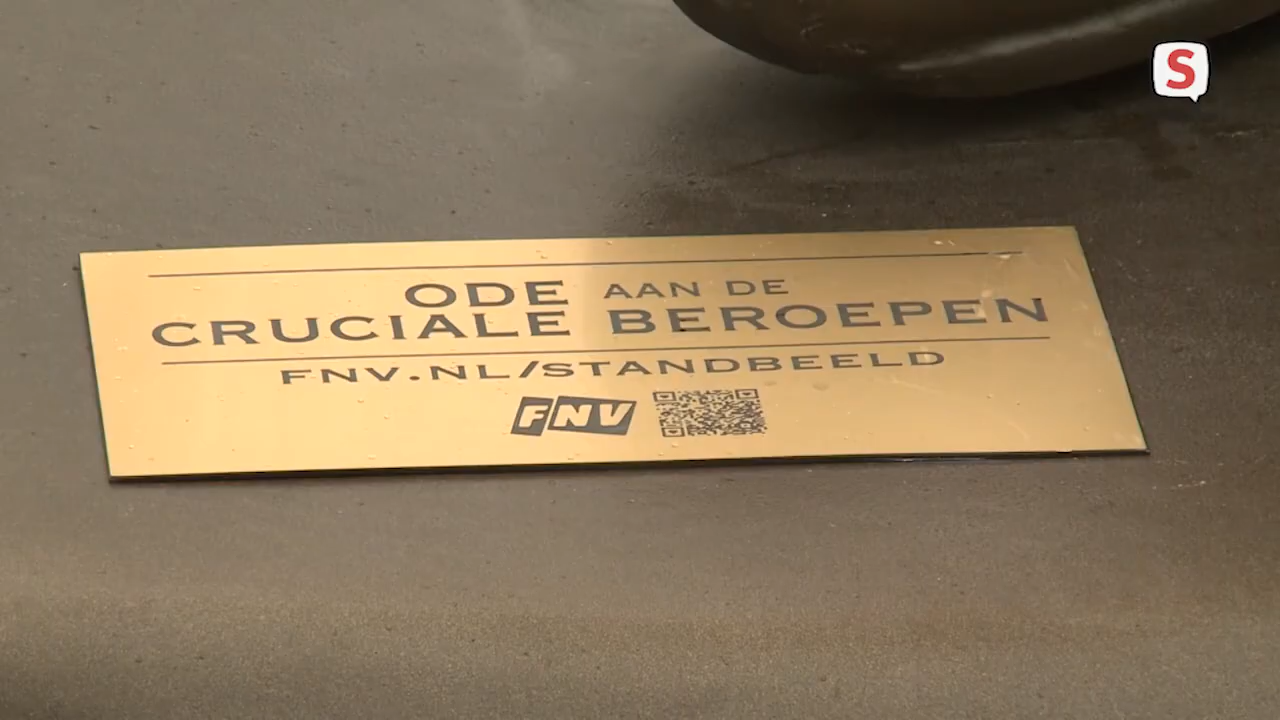 S
ODE AAN DE
CRUCIALE BEROEPEN
FNV.NL/STANDBEELD
FNV